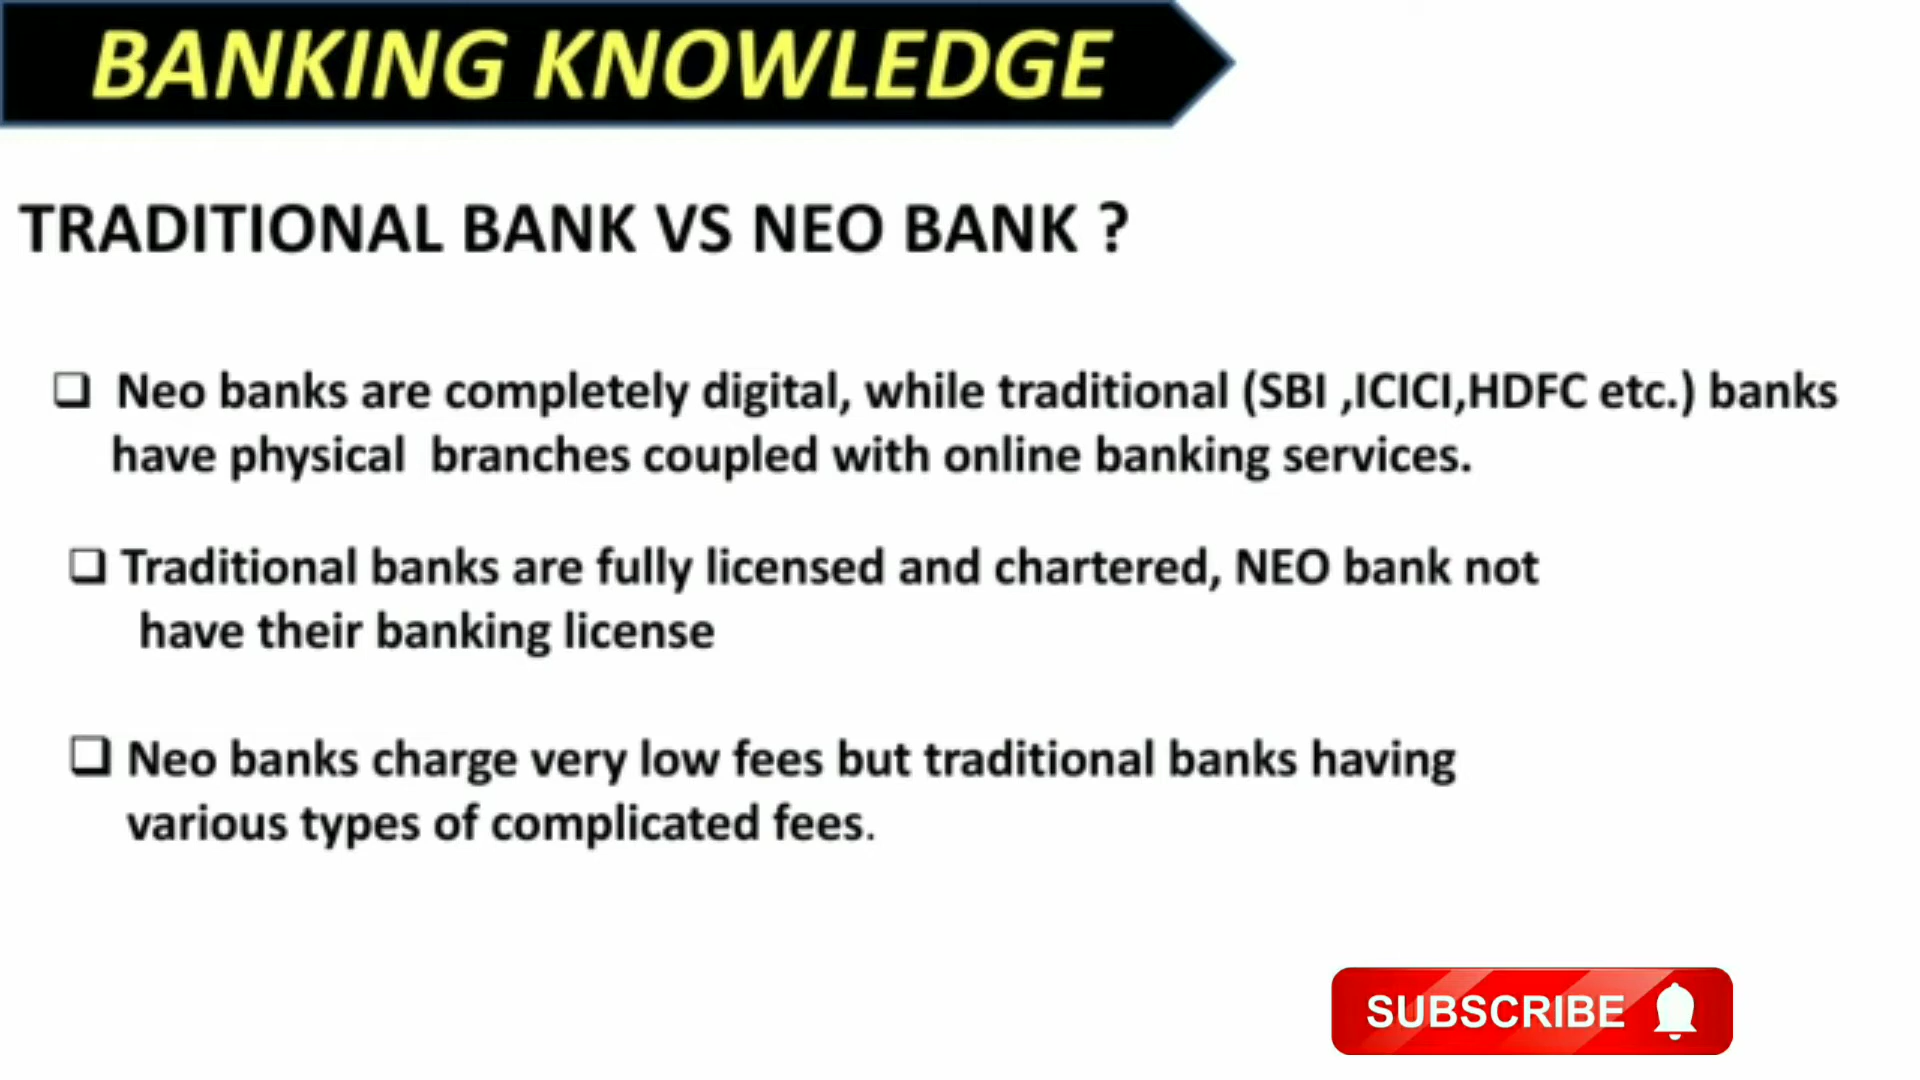 BANKING KNOWLEDGE
TRADITIONAL BANK VS NEO BANK ?
❑ Neo banks are completely digital, while traditional (SBI ,ICICI,HDFC etc.) banks
have physical branches coupled with online banking services.
❑ Traditional banks are fully licensed and chartered, NEO bank not
have their banking license
❑ Neo banks charge very low fees but traditional banks having
various types of complicated fees.
SUBSCRIBE